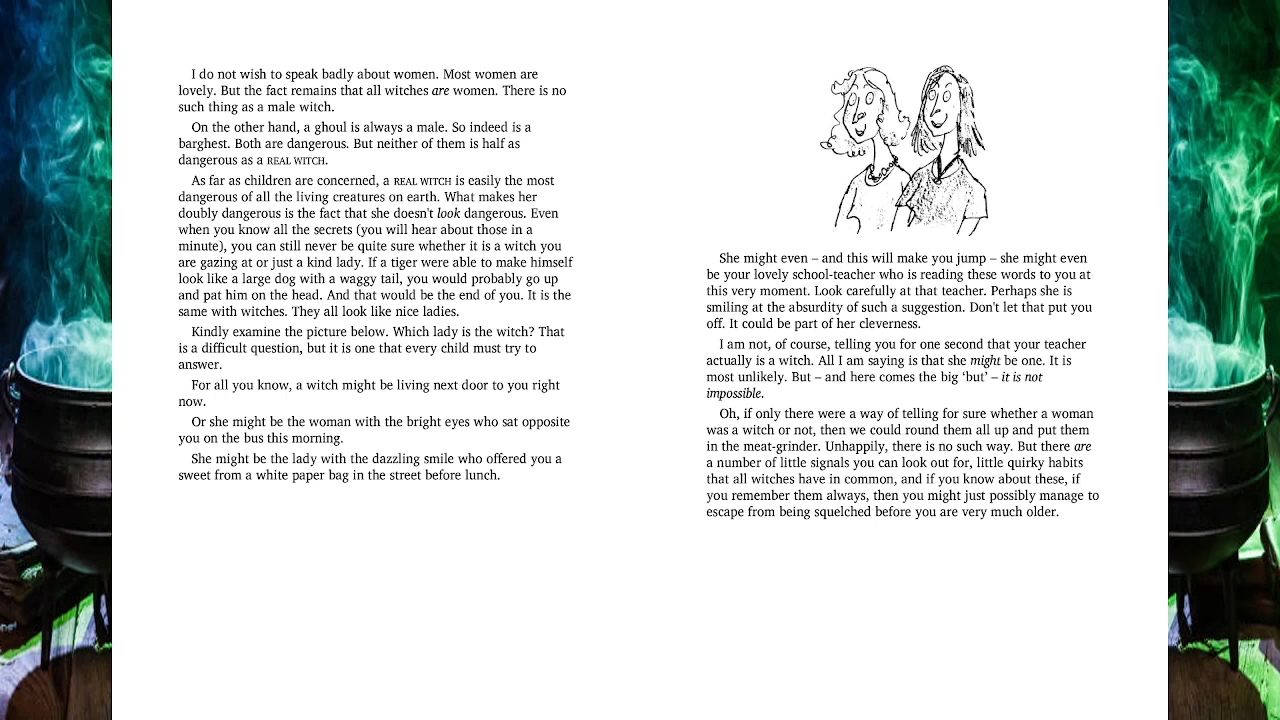 I do not wish to speak badly about women. Most women are
lovely. But the fact remains that all witches are women. There is no
such thing as a male witch.
On the other hand, a ghoul is always a male. So indeed is a
barghest. Both are dangerous. But neither of them is half as
dangerous as a REAL WITCH.
As far as children are concerned, a REAL WITCH is easily the most
dangerous of all the living creatures on earth. What makes her
doubly dangerous is the fact that she doesn't look dangerous. Even
when you know all the secrets (you will hear about those in a
minute), you can still never be quite sure whether it is a witch you
are gazing at or just a kind lady. If a tiger were able to make himself
look like a large dog with a waggy tail, you would probably go up
and pat him on the head. And that would be the end of you. It is the
same with witches. They all look like nice ladies.
Kindly examine the picture below. Which lady is the witch? That
is a difficult question, but it is one that every child must try to
answer.
For all you know, a witch might be living next door to you right
now.
Or she might be the woman with the bright eyes who sat opposite
you on the bus this morning.
She might be the lady with the dazzling smile who offered you a
sweet from a white paper bag in the street before lunch.
She might even – and this will make you jump – she might even
be your lovely school-teacher who is reading these words to you at
this very moment. Look carefully at that teacher. Perhaps she is
smiling at the absurdity of such a suggestion. Don't let that put you
off. It could be part of her cleverness.
I am not, of course, telling you for one second that your teacher
actually is a witch. All I am saying is that she might be one. It is
most unlikely. But – and here comes the big ‘but’ – it is not
impossible.
Oh, if only there were a way of telling for sure whether a woman
was a witch or not, then we could round them all up and put them
in the meat-grinder. Unhappily, there is no such way. But there are
a number of little signals you can look out for, little quirky habits
that all witches have in common, and if you know about these, if
you remember them always, then you might just possibly manage to
escape from being squelched before you are very much older.